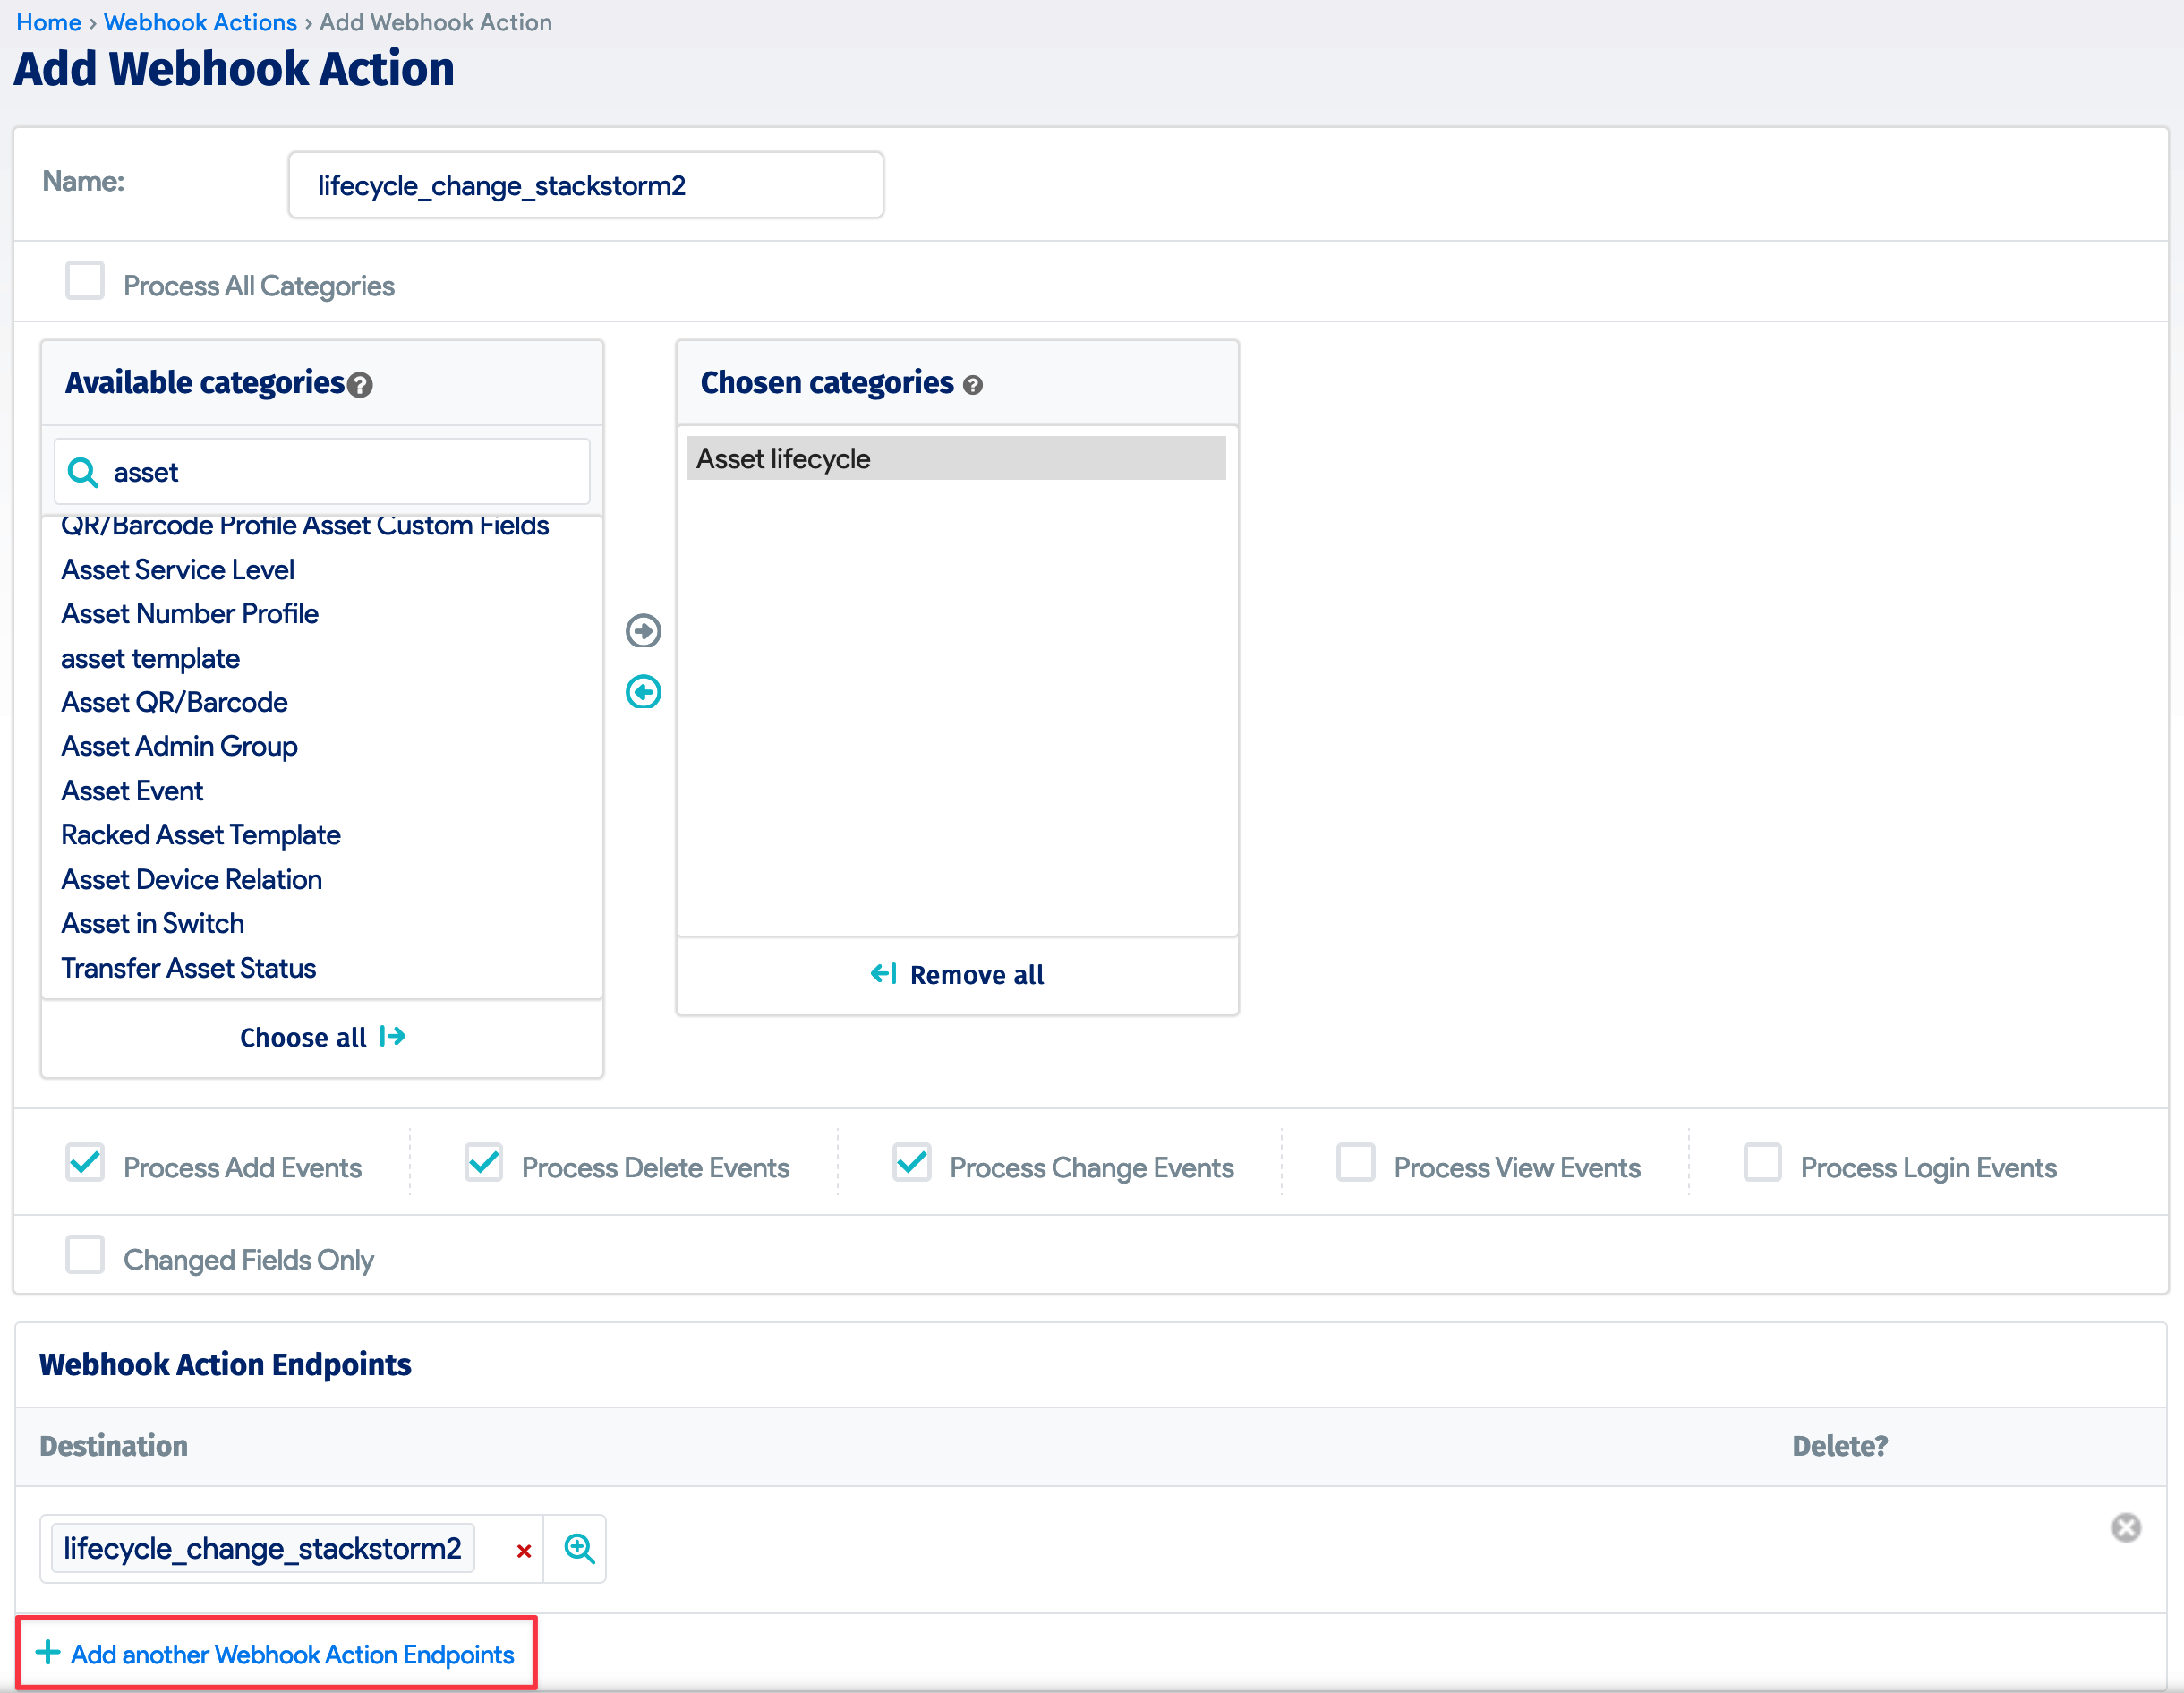 Home › Webhook Actions › Add Webhook Action
Add Webhook Action
Name:
lifecycle_change_stackstorm2
Process All Categories
Available categories
asset
QR/Barcode Profile Asset Custom Fields
Asset Service Level
Asset Number Profile
asset template
Asset QR/Barcode
Asset Admin Group
Asset Event
Racked Asset Template
Asset Device Relation
Asset in Switch
Transfer Asset Status
Choose all
Chosen categories
Asset lifecycle
Remove all
Process Add Events
Process Delete Events
Process Change Events
Process View Events
Process Login Events
Changed Fields Only
Webhook Action Endpoints
Destination
Delete?
lifecycle_change_stackstorm2
Add another Webhook Action Endpoints